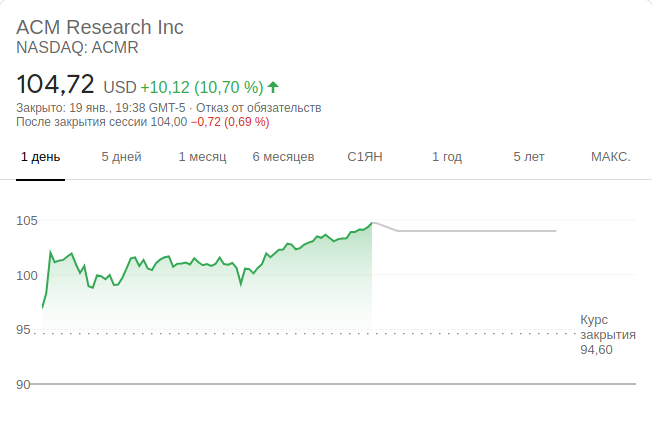 ACM Research Inc
NASDAQ: ACMR
104,72 USD +10,12 (10,70 %)
Закрыто: 19 янв., 19:38 GMT-5 · Отказ от обязательств
После закрытия сессии 104,00 −0,72 (0,69 %)
1 день 5 дней 1 месяц 6 месяцев С1ЯН 1 год 5 лет МАКС.
105
100
95
Курс
закрытия
94,60
90